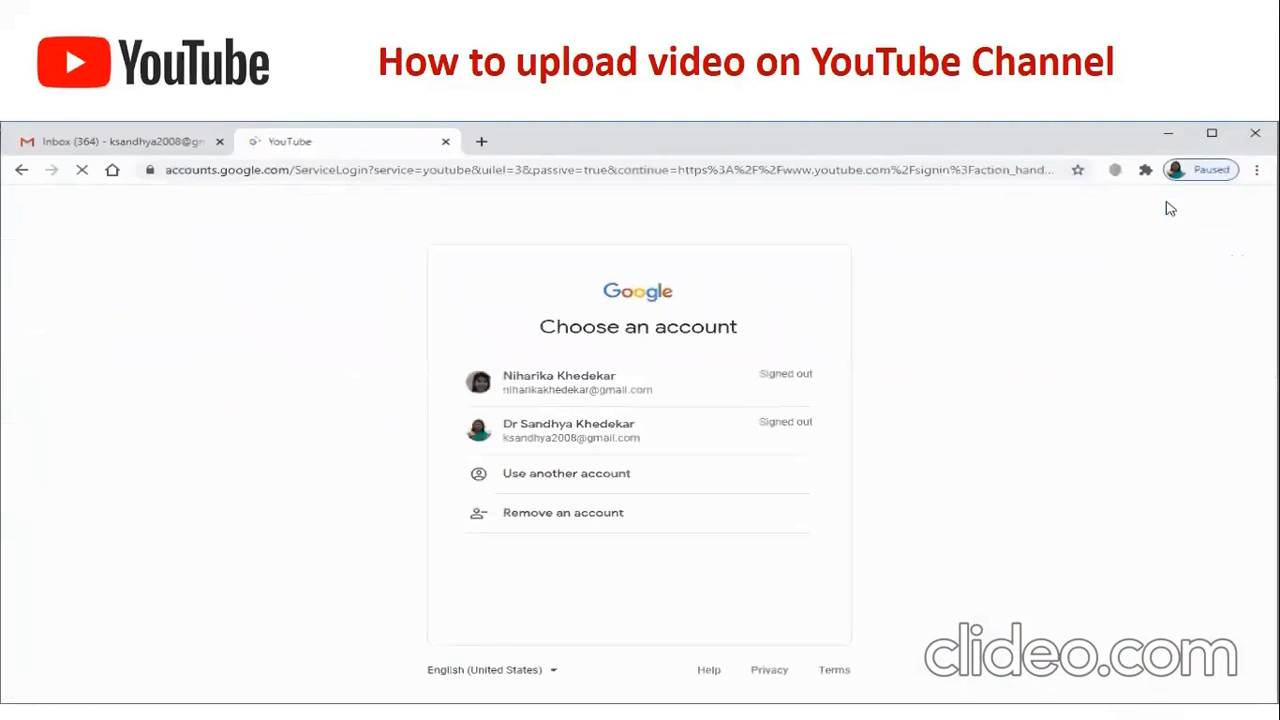 YouTube
How to upload video on YouTube Channel
Inbox (364) - ksandhya2008@gm
YouTube
accounts.google.com/ServiceLogin?service=youtube&uilel=3&passive=true&continue=https%3A%2F%2Fwww.youtube.com%2Fsignin%3Faction_hand...
Paused
Google
Choose an account
Niharika Khedekar
Signed out
niharikakhedekar@gmail.com
Dr Sandhya Khedekar
Signed out
ksandhya2008@gmail.com
Use another account
Remove an account
English (United States)
Help
Privacy
Terms
clideo.com